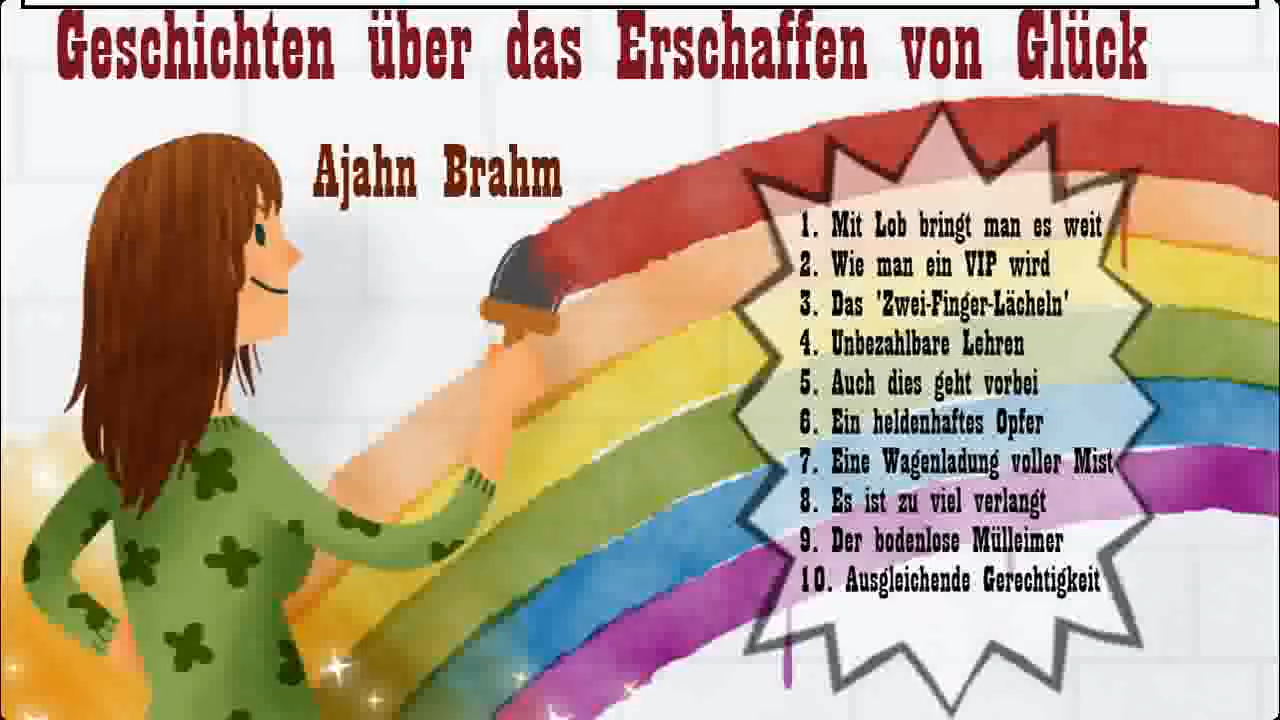 Geschichten über das Erschaffen von Glück
Ajahn Brahm
1. Mit Lob bringt man es weit
2. Wie man ein VIP wird
3. Das 'Zwei-Finger-Lächeln'
4. Unbezahlbare Lehren
5. Auch dies geht vorbei
6. Ein heldenhaftes Opfer
7. Eine Wagenladung voller Mist
8. Es ist zu viel verlangt
9. Der bodenlose Mülleimer
10. Ausgleichende Gerechtigkeit